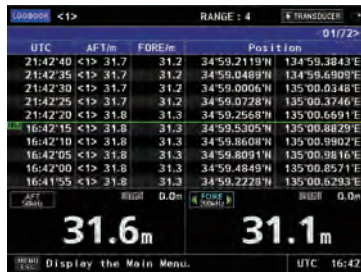 LOGBOOK <1> RANGE : 4 TRANSDUCER
01/72>
UTC AFT/m FORE/m Position
21:42'40 <1> 31.7 31.2 34°59.2119'N 134°59.3843'E
21:42'35 <1> 31.7 31.2 34°59.0489'N 134°59.6909'E
21:42'30 <1> 31.7 31.2 34°59.0006'N 135°00.0348'E
21:42'25 <1> 31.7 31.2 34°59.0728'N 135°00.3746'E
21:42'20 <1> 31.8 31.3 34°59.2568'N 135°00.6691'E
16:42'15 <1> 31.8 31.3 34°59.5305'N 135°00.8829'E
16:42'10 <1> 31.8 31.3 34°59.8608'N 135°00.9902'E
16:42'05 <1> 31.8 31.3 34°59.8091'N 135°00.9816'E
16:42'00 <1> 31.8 31.3 34°59.4849'N 135°00.8571'E
16:41'55 <1> 31.8 31.3 34°59.2228'N 135°00.6293'E
AFT 0.0m FORE 0.0m
50kHz 50kHz
31.6m 31.1m
MENU Display the Main Menu. UTC 16:42
ESC